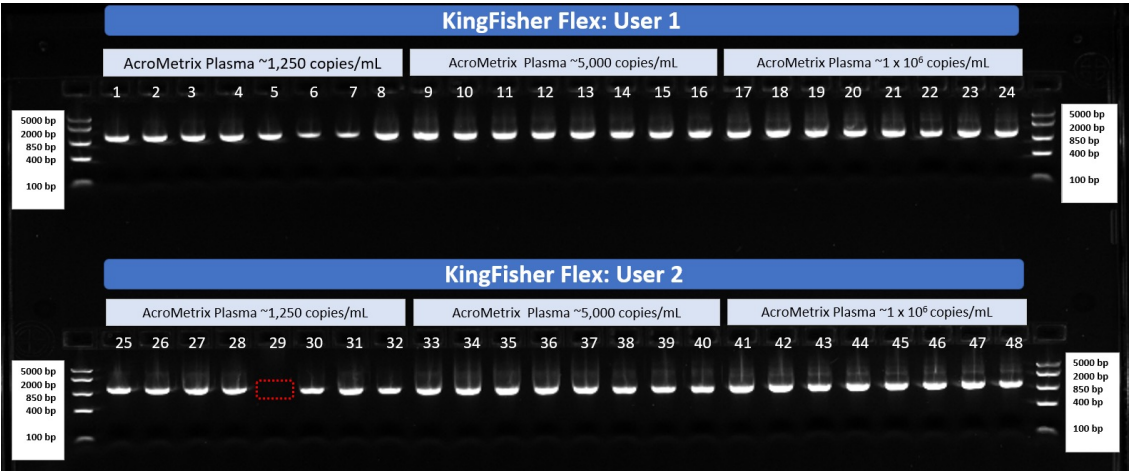 KingFisher Flex: User 1
AcroMetrix Plasma ~1,250 copies/mL
AcroMetrix Plasma ~5,000 copies/mL
AcroMetrix Plasma ~1 x 10⁶ copies/mL
1 2 3 4 5 6 7 8 9 10 11 12 13 14 15 16 17 18 19 20 21 22 23 24
5000 bp
2000 bp
850 bp
400 bp
100 bp
5000 bp
2000 bp
850 bp
400 bp
100 bp
KingFisher Flex: User 2
AcroMetrix Plasma ~1,250 copies/mL
AcroMetrix Plasma ~5,000 copies/mL
AcroMetrix Plasma ~1 x 10⁶ copies/mL
25 26 27 28 29 30 31 32 33 34 35 36 37 38 39 40 41 42 43 44 45 46 47 48
5000 bp
2000 bp
850 bp
400 bp
100 bp
5000 bp
2000 bp
850 bp
400 bp
100 bp